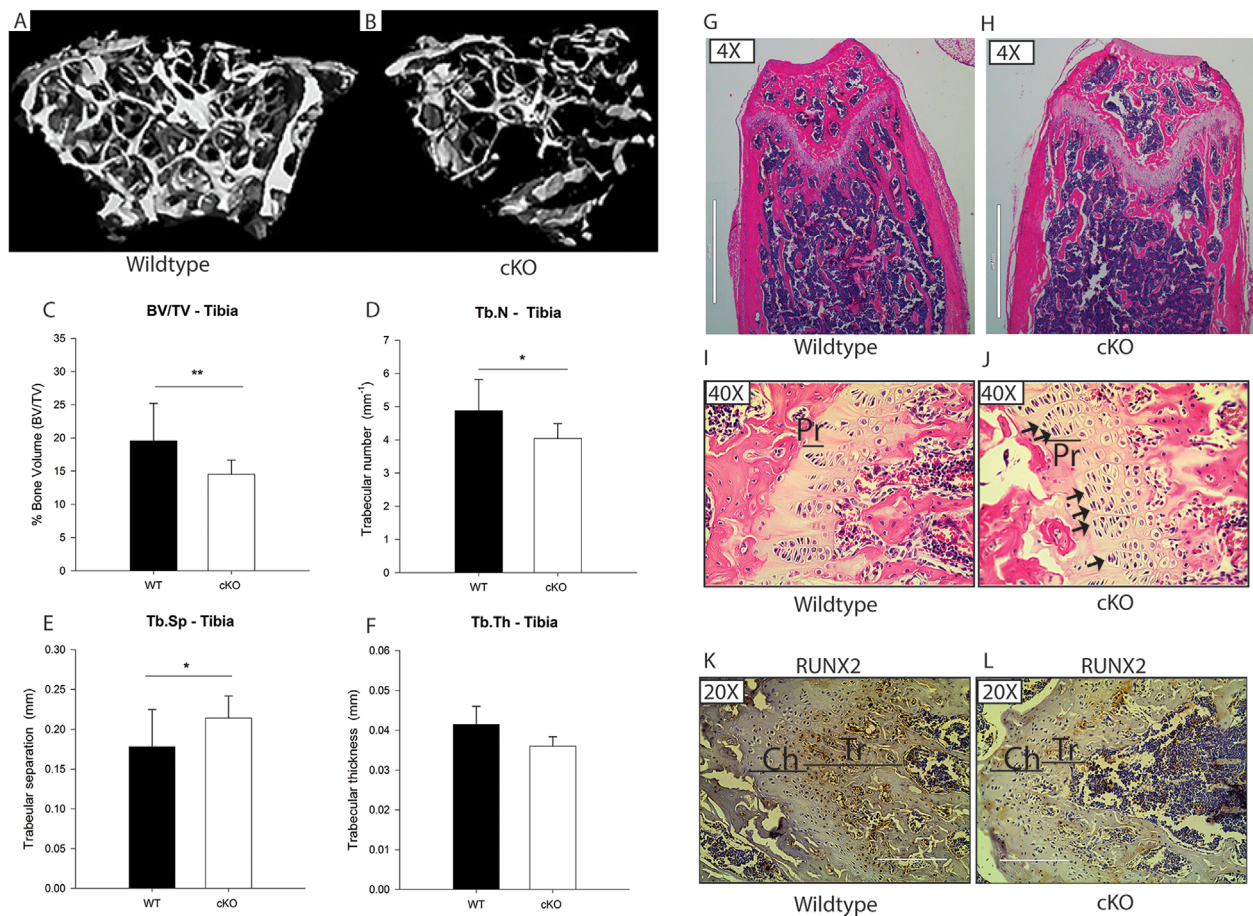 A
B
Wildtype
cKO
C
BV/TV - Tibia
% Bone Volume (BV/TV)
35
30
25
20
15
10
5
0
**
WT
cKO
D
Tb.N - Tibia
Trabecular number (mm-1)
7
6
5
4
3
2
1
0
*
WT
cKO
E
Tb.Sp - Tibia
Trabeular separation (mm)
0.30
0.25
0.20
0.15
0.10
0.05
0.00
*
WT
cKO
F
Tb.Th - Tibia
Trabecular thickness (mm)
0.06
0.05
0.04
0.03
0.02
0.01
0.00
WT
cKO
G
4X
Wildtype
H
4X
cKO
I
40X
Pr
Wildtype
J
40X
Pr
cKO
K
RUNX2
20X
Ch
Tr
Wildtype
L
RUNX2
20X
Ch
Tr
cKO